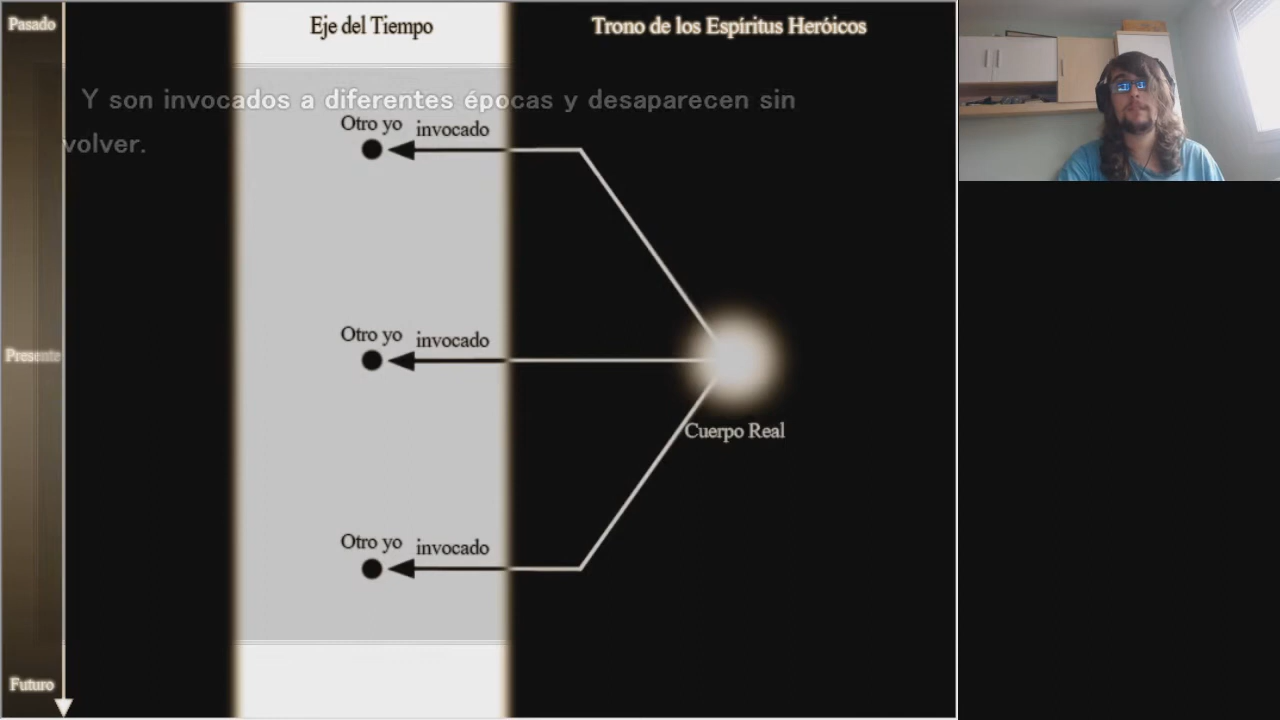 Pasado
Eje del Tiempo
Trono de los Espíritus Heróicos
Y son invocados a diferentes épocas y desaparecen sin
volver.
Otro yo invocado
Presente
Otro yo invocado
Cuerpo Real
Otro yo invocado
Futuro